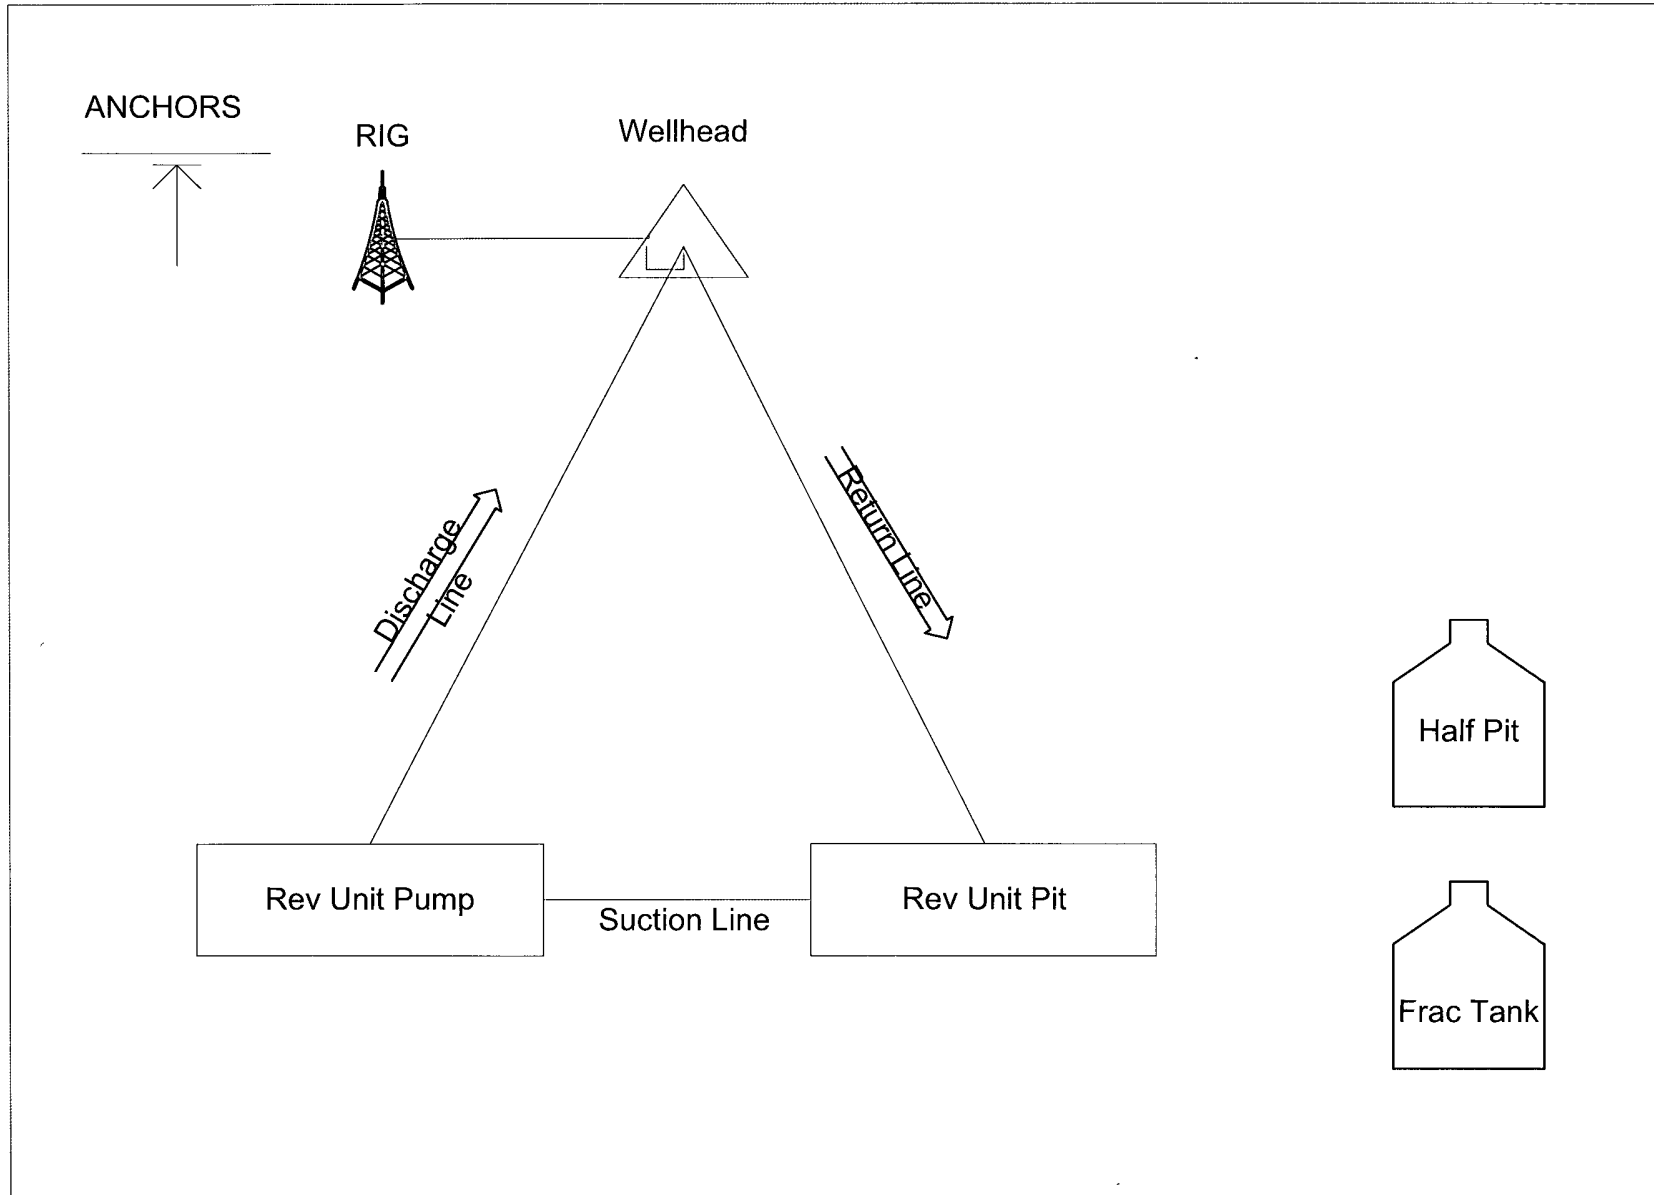 ANCHORS
RIG
Wellhead
Discharge
Line
Return Line
Half Pit
Rev Unit Pump
Suction Line
Rev Unit Pit
Frac Tank